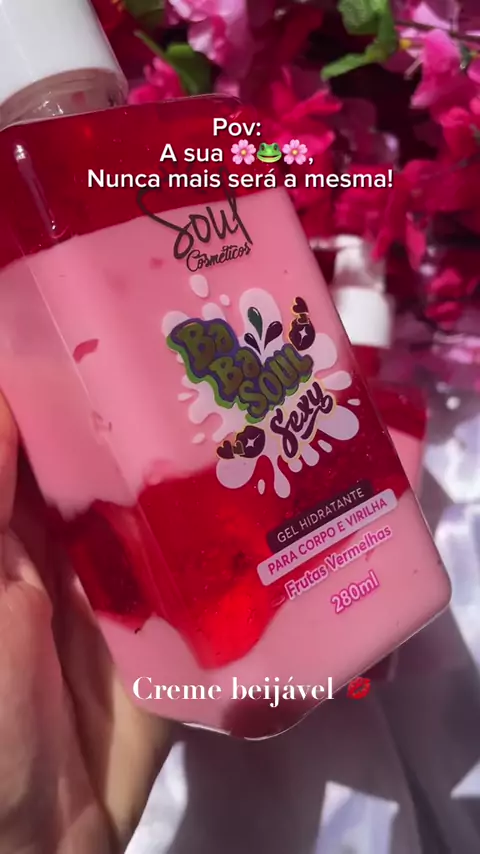 Pov:
A sua 🌸🐸🌸,
Nunca mais será a mesma!
Soul
Cosméticos
Ba
Ba
Soul
Sexy
GEL HIDRATANTE
PARA CORPO E VIRILHA
Frutas Vermelhas
280ml
Creme beijável 💋